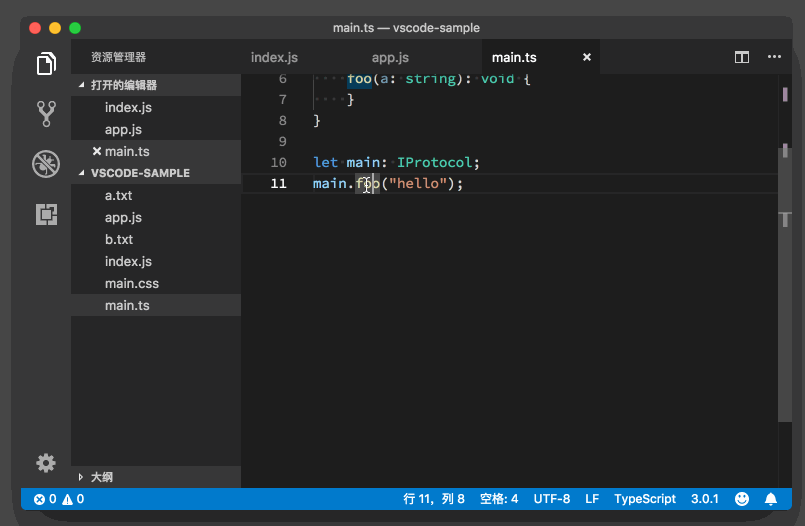 main.ts — vscode-sample
资源管理器
index.js
app.js
main.ts
打开的编辑器
index.js
app.js
main.ts
VSCODE-SAMPLE
a.txt
app.js
b.txt
index.js
main.css
main.ts
大纲
6 foo(a: string): void {
7 }
8 }
9
10 let main: IProtocol;
11 main.foo("hello");
0 0
行 11，列 8
空格: 4
UTF-8
LF
TypeScript
3.0.1